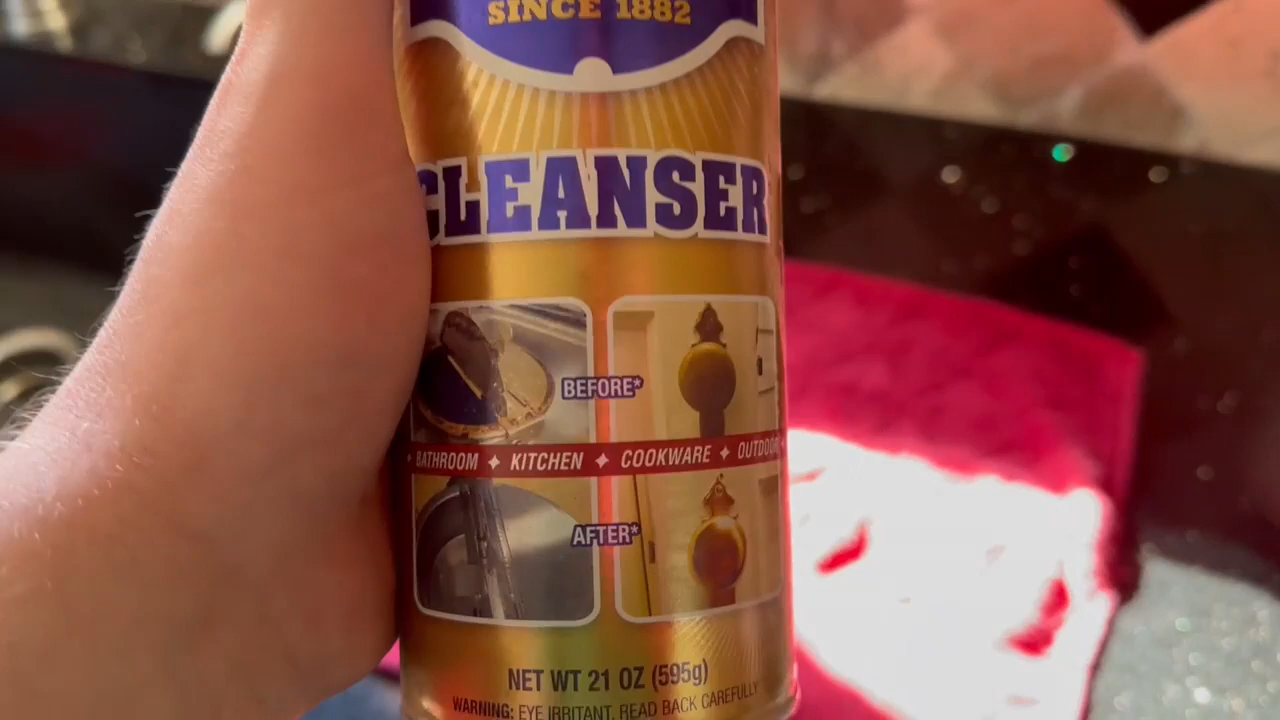 SINCE 1882
CLEANSER
BEFORE*
BATHROOM ✦ KITCHEN ✦ COOKWARE ✦ OUTDOOR
AFTER*
NET WT 21 OZ (595g)
WARNING: EYE IRRITANT. READ BACK CAREFULLY